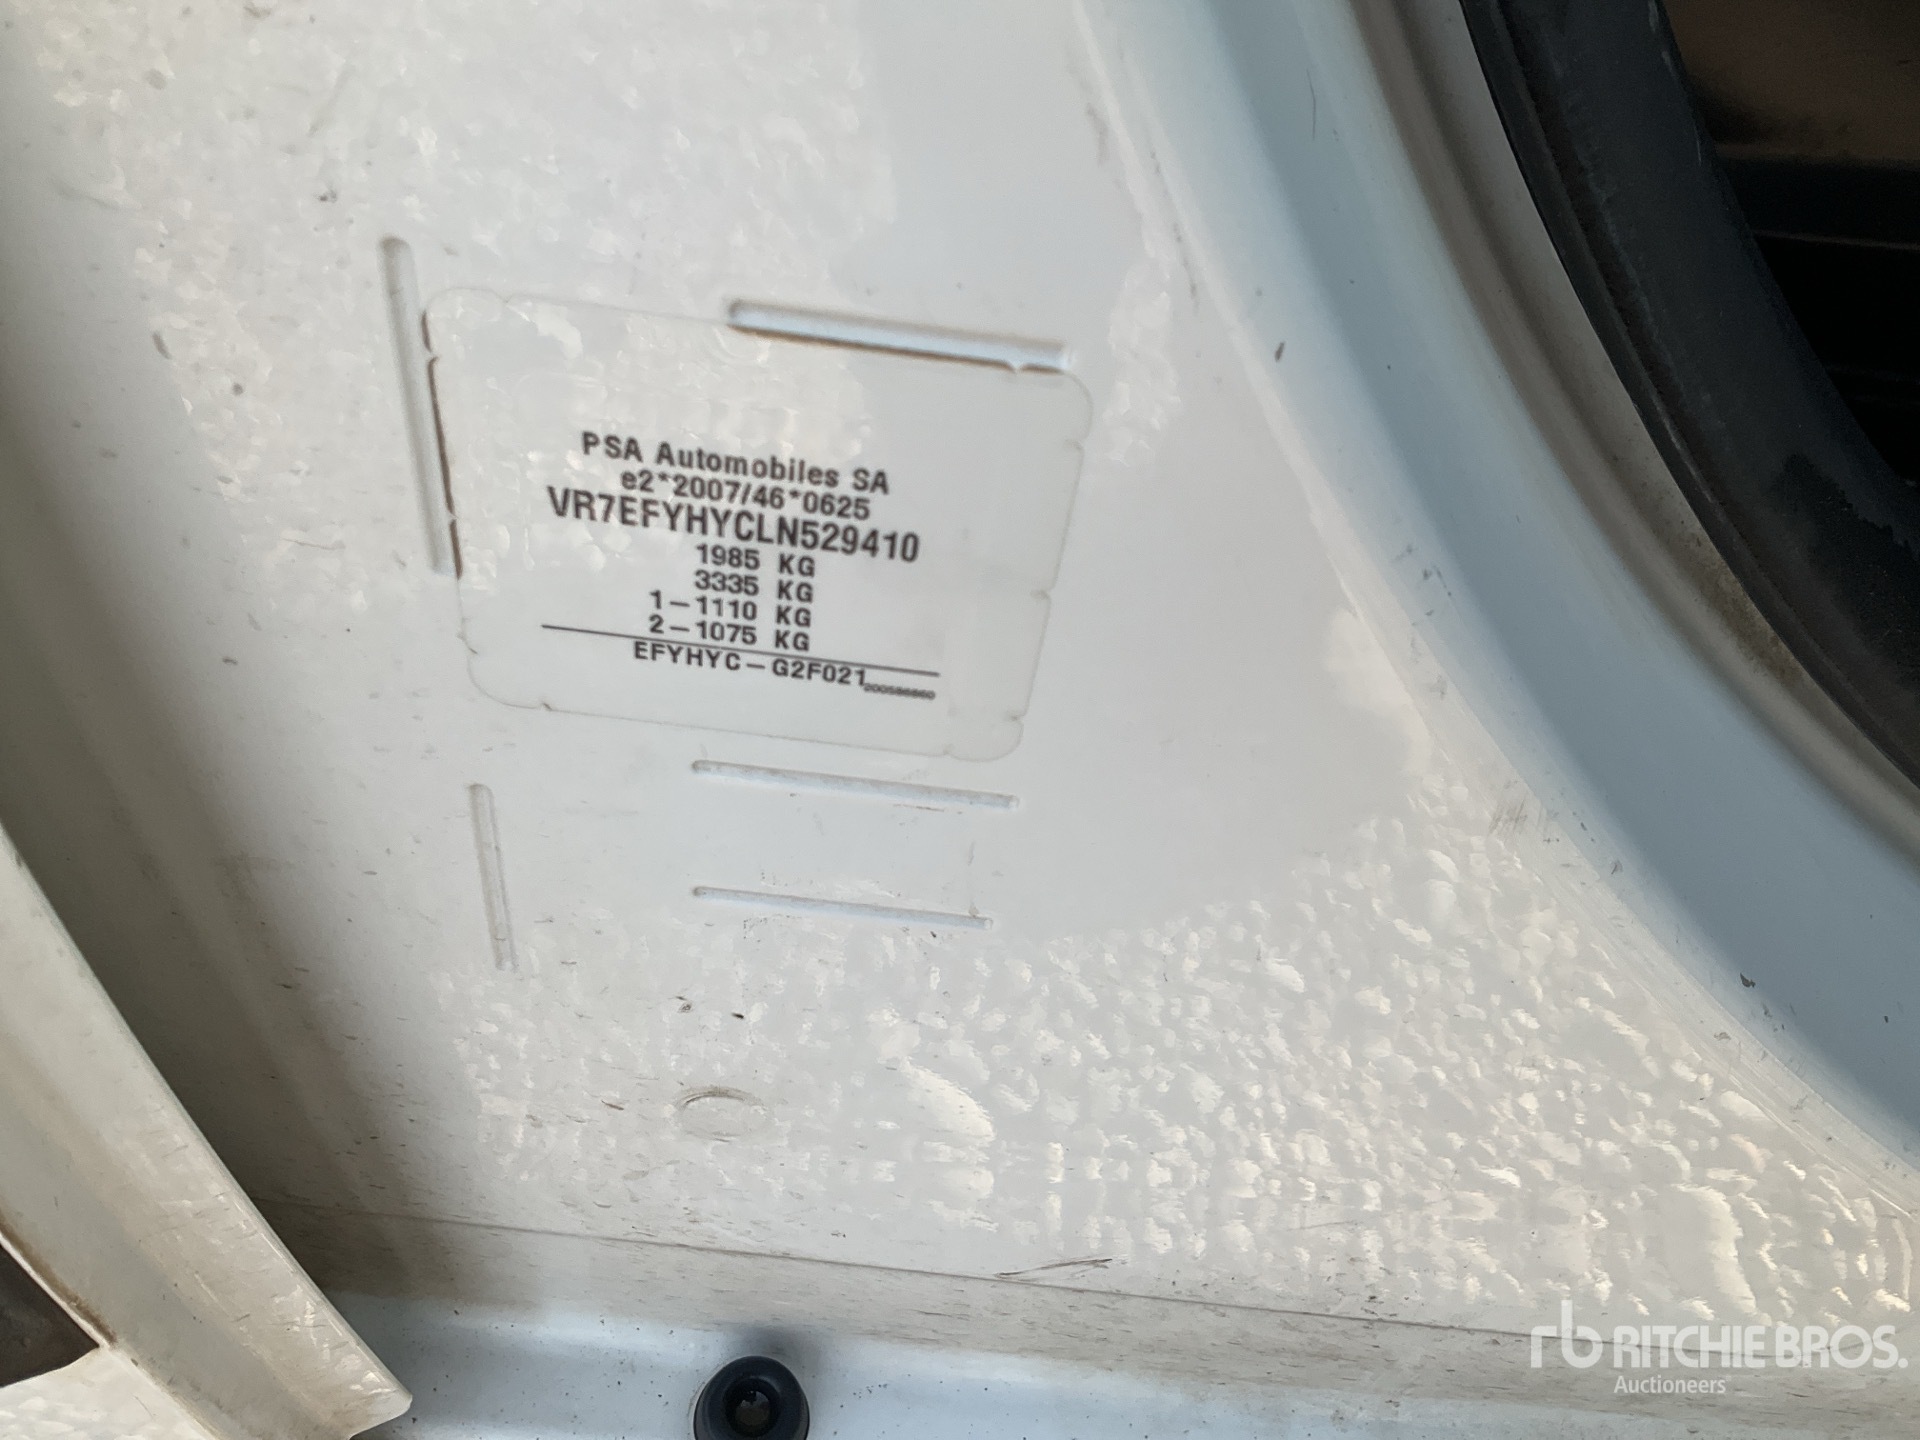 PSA Automobiles SA
e2*2007/46*0625
VR7EFYHYCLN529410
1985 KG
3335 KG
1-1110 KG
2-1075 KG
EFYHYC-G2F021
rb RITCHIE BROS.
Auctioneers